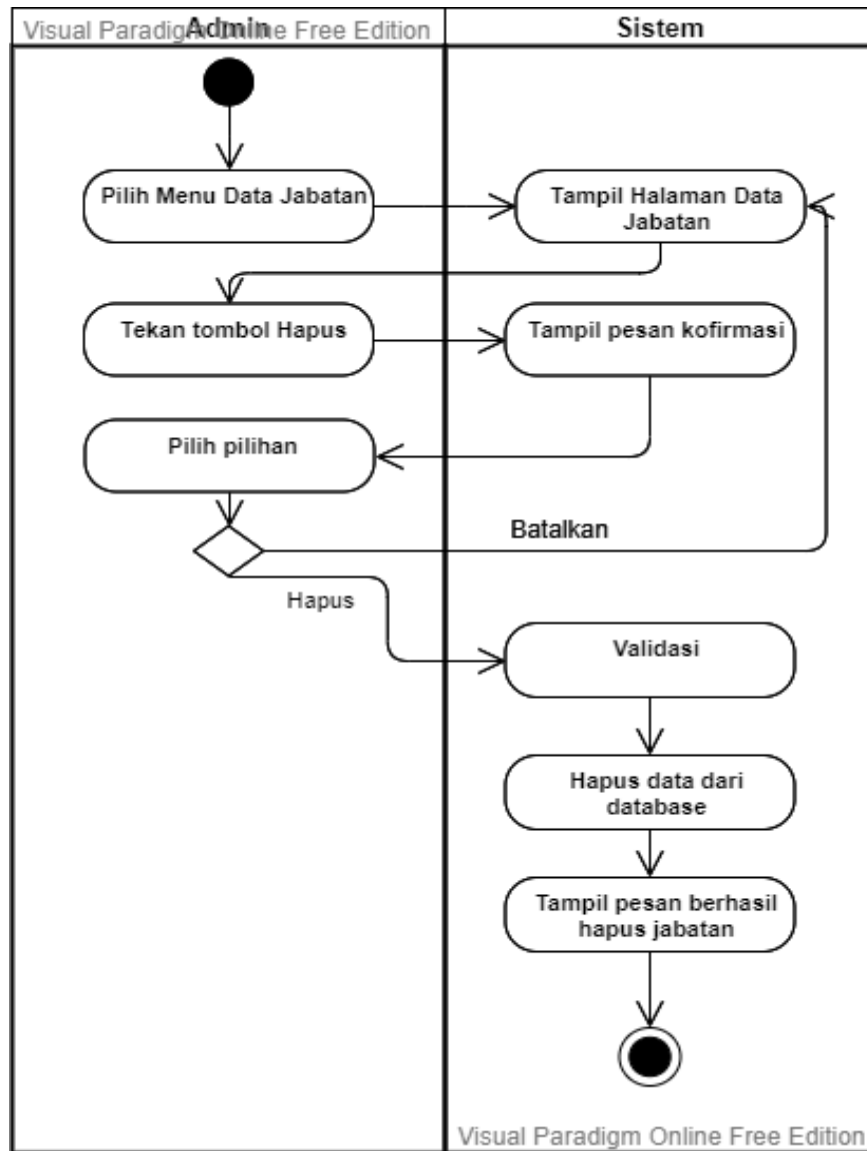 Visual Paradigm Online Free Edition
Admin
Sistem
Pilih Menu Data Jabatan
Tampil Halaman Data
Jabatan
Tekan tombol Hapus
Tampil pesan kofirmasi
Pilih pilihan
Batalkan
Hapus
Validasi
Hapus data dari
database
Tampil pesan berhasil
hapus jabatan
Visual Paradigm Online Free Edition